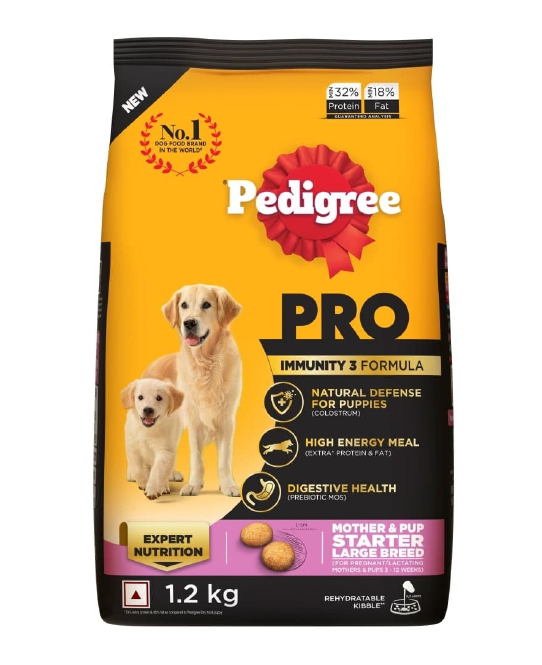 NEW
No.1
DOG FOOD BRAND
IN THE WORLD*
MIN 32% MIN 18%
Protein Fat
GUARANTEED ANALYSIS
Pedigree
PRO
IMMUNITY 3 FORMULA
NATURAL DEFENSE
FOR PUPPIES
(COLOSTRUM)
HIGH ENERGY MEAL
(EXTRA* PROTEIN & FAT)
DIGESTIVE HEALTH
(PREBIOTIC MOS)
EXPERT
NUTRITION
MOTHER & PUP
STARTER
LARGE BREED
(FOR PREGNANT/LACTATING
MOTHERS & PUPS 3 - 12 WEEKS)
1.2 kg
REHYDRATABLE
KIBBLE**